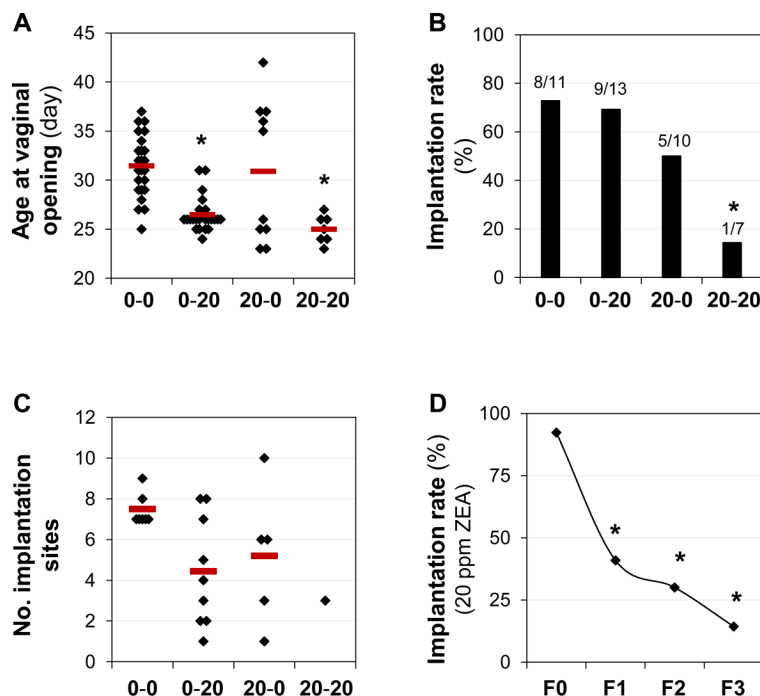 A
Age at vaginal
opening (day)
45
40
35
30
25
20
*
*
0-0 0-20 20-0 20-20
B
Implantation rate
(%)
100
80
60
40
20
0
8/11
9/13
5/10
*
1/7
0-0 0-20 20-0 20-20
C
No. implantation
sites
12
10
8
6
4
2
0
0-0 0-20 20-0 20-20
D
Implantation rate (%)
(20 ppm ZEA)
100
75
50
25
0
*
*
*
F0 F1 F2 F3